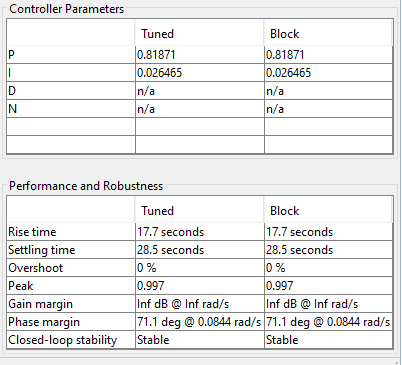 Controller Parameters
Tuned Block
P 0.81871 0.81871
I 0.026465 0.026465
D n/a n/a
N n/a n/a
Performance and Robustness
Tuned Block
Rise time 17.7 seconds 17.7 seconds
Settling time 28.5 seconds 28.5 seconds
Overshoot 0 % 0 %
Peak 0.997 0.997
Gain margin Inf dB @ Inf rad/s Inf dB @ Inf rad/s
Phase margin 71.1 deg @ 0.0844 rad/s 71.1 deg @ 0.0844 rad/s
Closed-loop stability Stable Stable